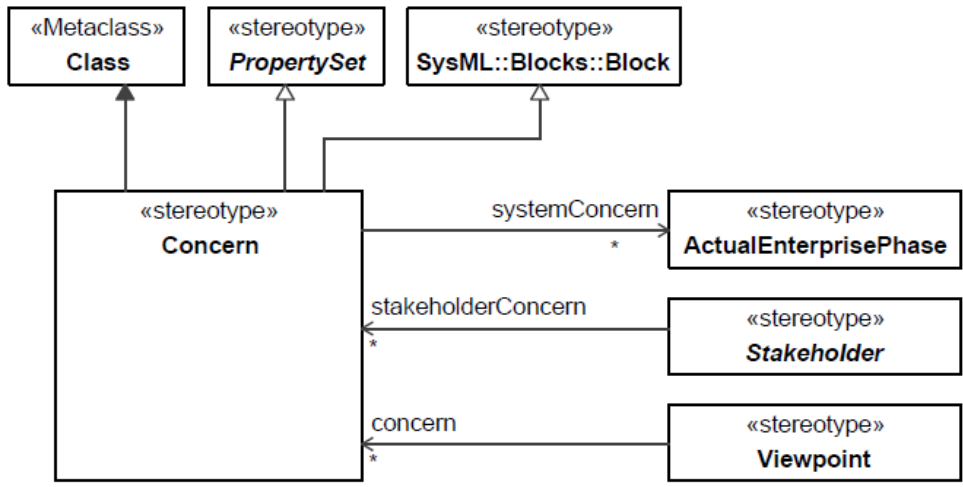 «Metaclass»
Class
«stereotype»
PropertySet
«stereotype»
SysML::Blocks::Block
«stereotype»
Concern
systemConcern
*
«stereotype»
ActualEnterprisePhase
stakeholderConcern
*
«stereotype»
Stakeholder
concern
*
«stereotype»
Viewpoint